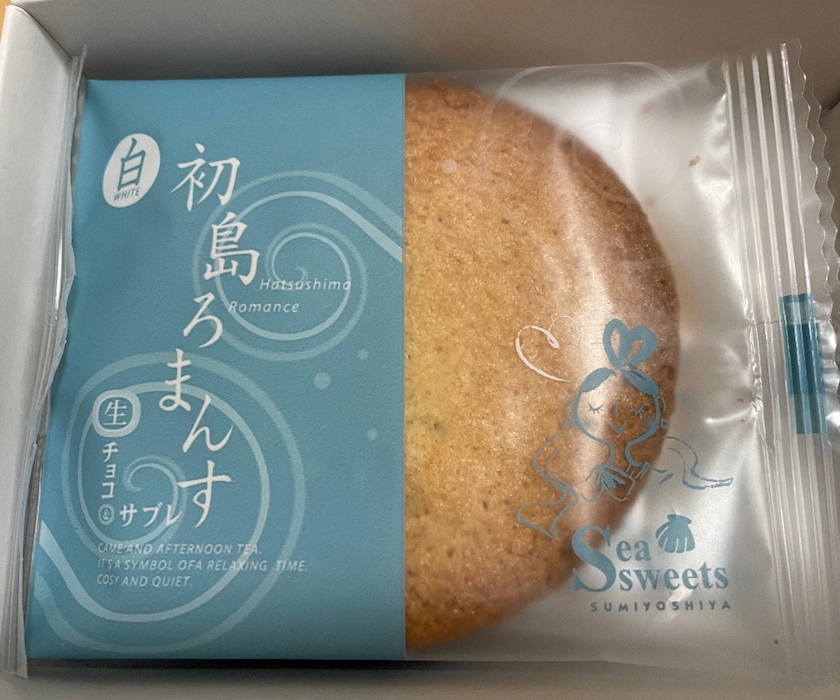 白
WHITE
初島ろまんす
Hatsushima
Romance
生
チョコ
&
サブレ
CAME AND AFTERNOON TEA.
IT'S A SYMBOL OFA RELAXING TIME.
COSY AND QUIET.
Sea
sweets
SUMIYOSHIYA